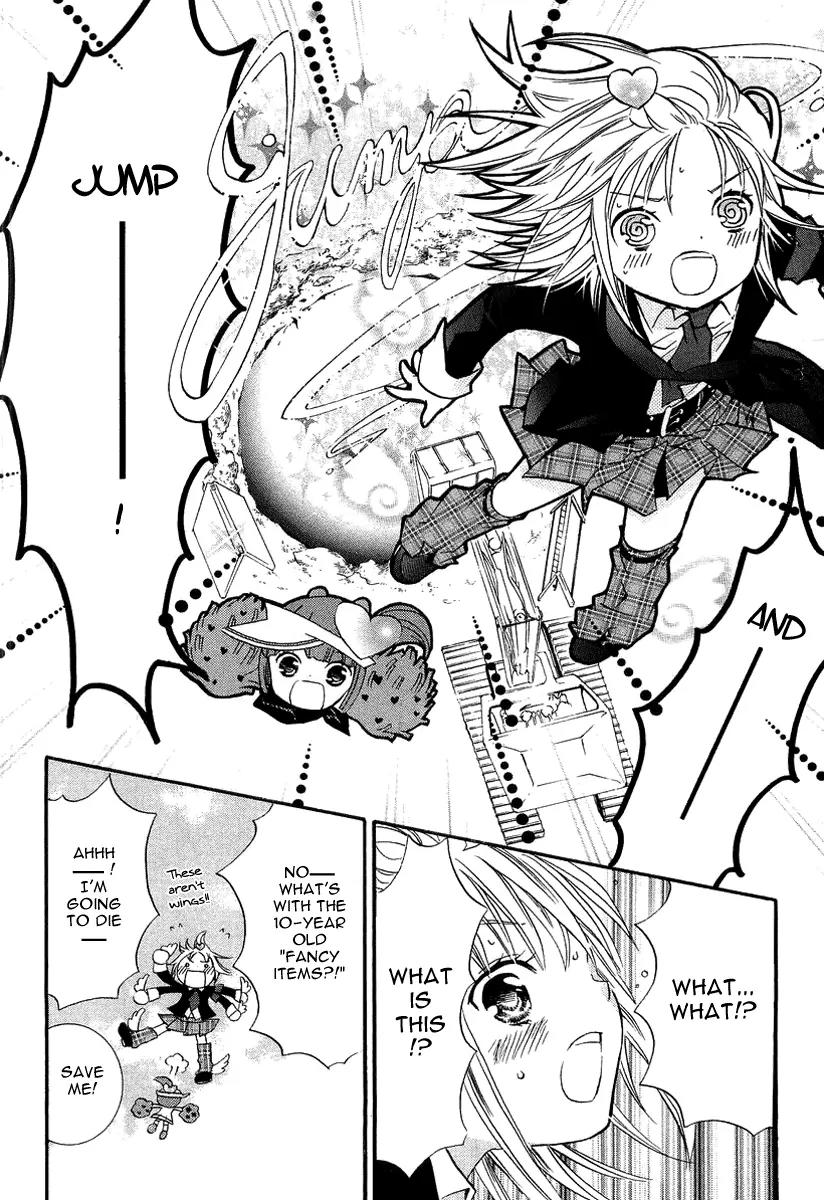 AND
JUMP
!
jump
WHAT...
WHAT!?
WHAT
IS
THIS
!?
NO—
WHAT'S
WITH THE
10-YEAR
OLD
"FANCY
ITEMS?!"
These
aren't
wings!!
AHHH
—!
I'M
GOING
TO DIE
—
SAVE
ME!